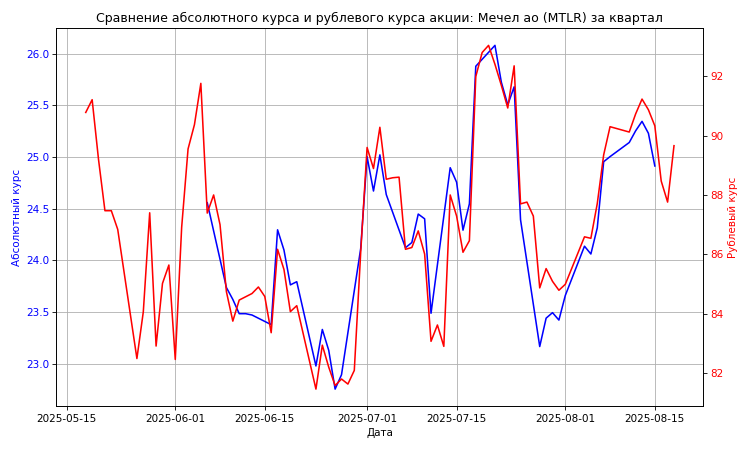 Сравнение абсолютного курса и рублевого курса акции: Мечел ао (MTLR) за квартал
26.0
25.5
25.0
24.5
24.0
23.5
23.0
Абсолютный курс
92
90
88
86
84
82
Рублевый курс
2025-05-15 2025-06-01 2025-06-15 2025-07-01 2025-07-15 2025-08-01 2025-08-15
Дата